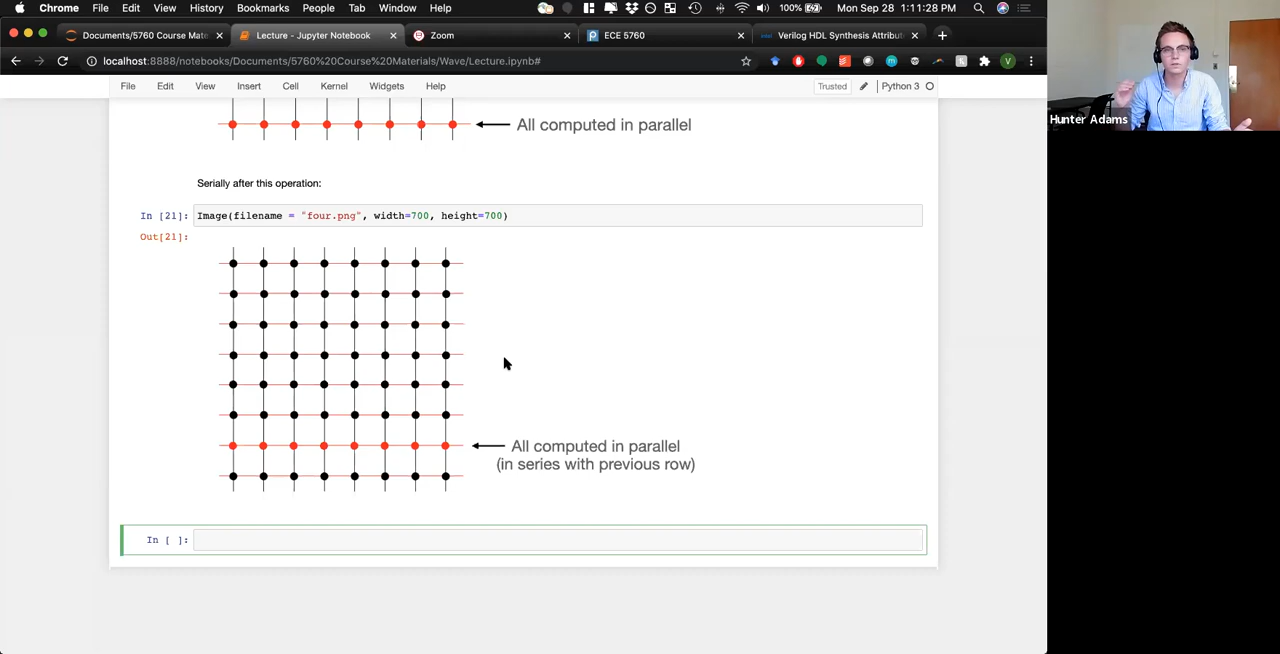 Chrome File Edit View History Bookmarks People Tab Window Help 100% Mon Sep 28 1:11:28 PM
Documents/5760 Course Mate × Lecture - Jupyter Notebook × Zoom × ECE 5760 × Verilog HDL Synthesis Attribut × +
localhost:8888/notebooks/Documents/5760%20Course%20Materials/Wave/Lecture.ipynb# V
File Edit View Insert Cell Kernel Widgets Help Trusted Python 3
Hunter Adams
All computed in parallel
Serially after this operation:
In [21]: Image(filename = "four.png", width=700, height=700)
Out[21]:
All computed in parallel
(in series with previous row)
In [ ]: